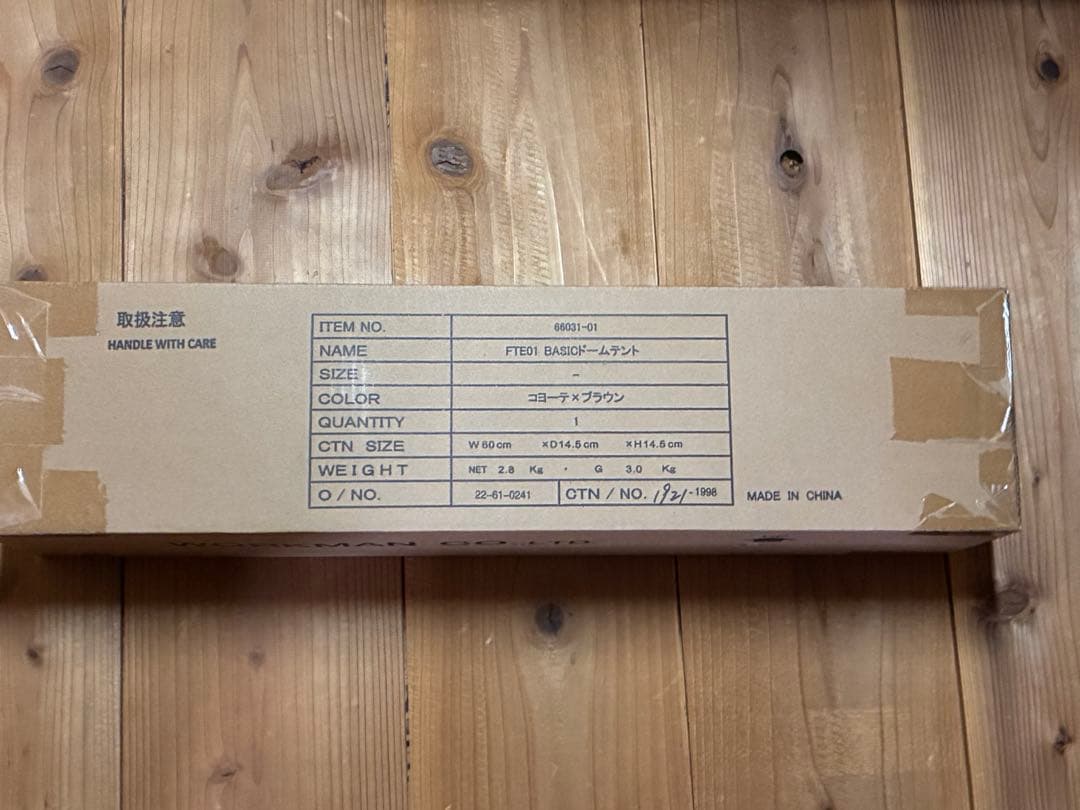 取扱注意
HANDLE WITH CARE
ITEM NO. 66031-01
NAME FTE01 BASICドームテント
SIZE -
COLOR コヨーテ×ブラウン
QUANTITY 1
CTN SIZE W 60 cm ×D14.5 cm ×H14.5 cm
WEIGHT NET 2.8 Kg ・ G 3.0 Kg
O / NO. 22-61-0241 CTN / NO. 1921-1998
MADE IN CHINA
WORKMAN CO.,LTD